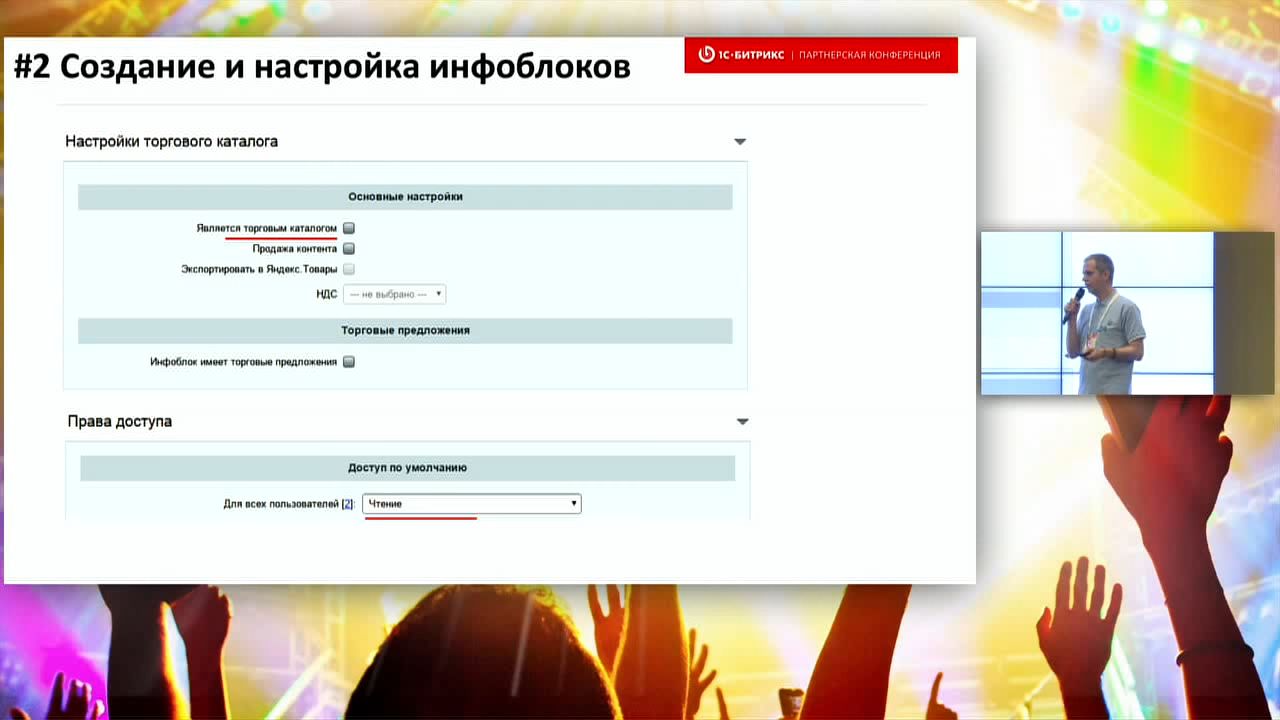 #2 Создание и настройка инфоблоков
1С·БИТРИКС | ПАРТНЕРСКАЯ КОНФЕРЕНЦИЯ
Настройки торгового каталога
Основные настройки
Является торговым каталогом
Продажа контента
Экспортировать в Яндекс.Товары
НДС --- не выбрано ---
Торговые предложения
Инфоблок имеет торговые предложения
Права доступа
Доступ по умолчанию
Для всех пользователей [2]: Чтение